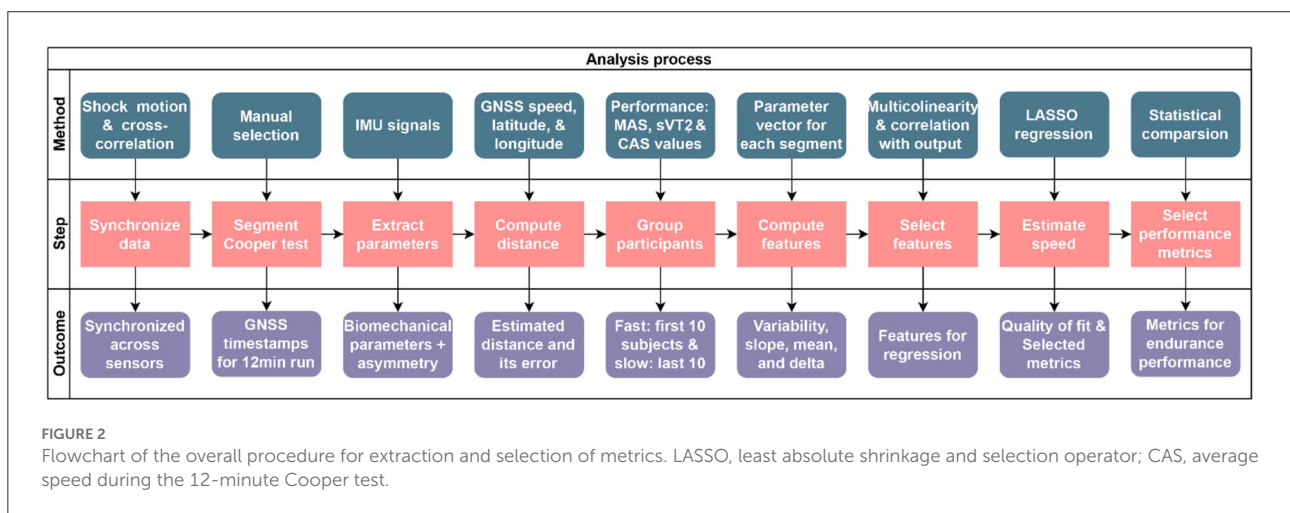 Analysis process
Method
Shock motion
& cross-
correlation
Manual
selection
IMU signals
GNSS speed,
latitude, &
longitude
Performance:
MAS, sVT2 &
CAS values
Parameter
vector for
each segment
Multicolinearity
& correlation
with output
LASSO
regression
Statistical
comparsion
Step
Synchronize
data
Segment
Cooper test
Extract
parameters
Compute
distance
Group
participants
Compute
features
Select
features
Estimate
speed
Select
performance
metrics
Outcome
Synchronized
across
sensors
GNSS
timestamps
for 12min run
Biomechanical
parameters +
asymmetry
Estimated
distance and
its error
Fast: first 10
subjects &
slow: last 10
Variability,
slope, mean,
and delta
Features for
regression
Quality of fit &
Selected
metrics
Metrics for
endurance
performance
FIGURE 2
Flowchart of the overall procedure for extraction and selection of metrics. LASSO, least absolute shrinkage and selection operator; CAS, average
speed during the 12-minute Cooper test.